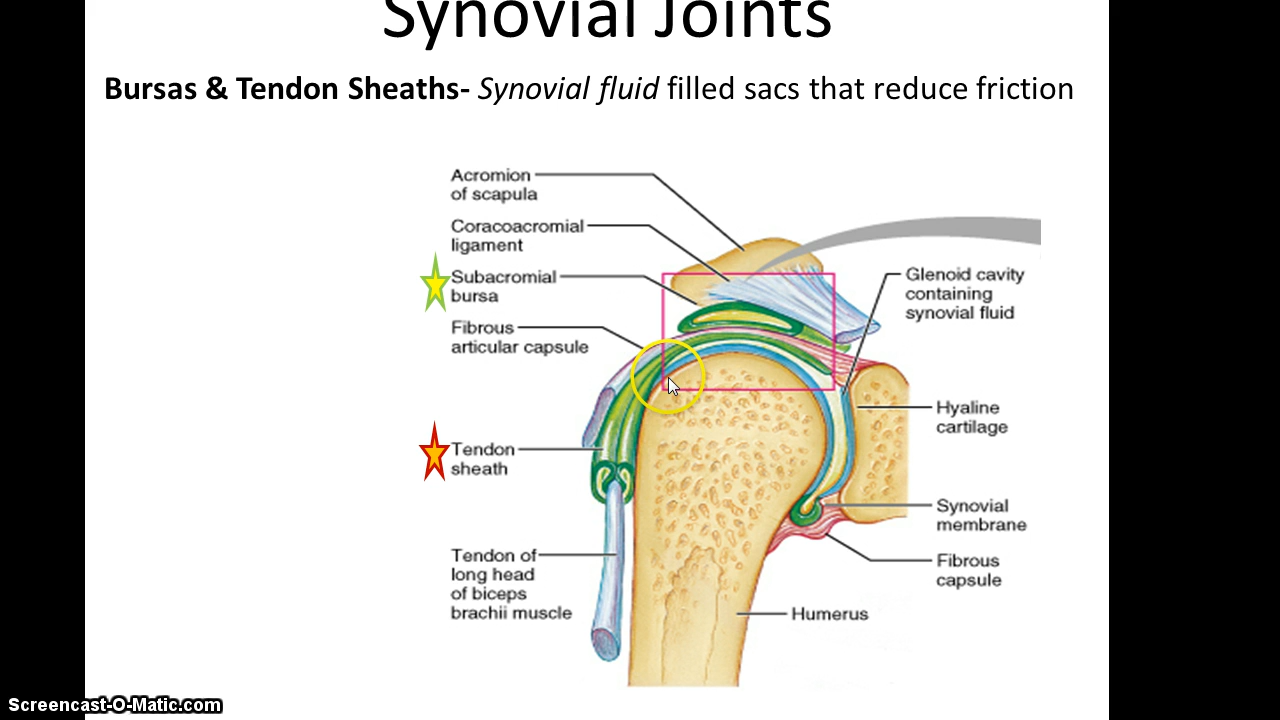 Synovial Joints
Bursas & Tendon Sheaths- Synovial fluid filled sacs that reduce friction
Acromion
of scapula
Coracoacromial
ligament
Subacromial
bursa
Fibrous
articular capsule
Tendon
sheath
Tendon of
long head
of biceps
brachii muscle
Glenoid cavity
containing
synovial fluid
Hyaline
cartilage
Synovial
membrane
Fibrous
capsule
Humerus
Screencast-O-Matic.com